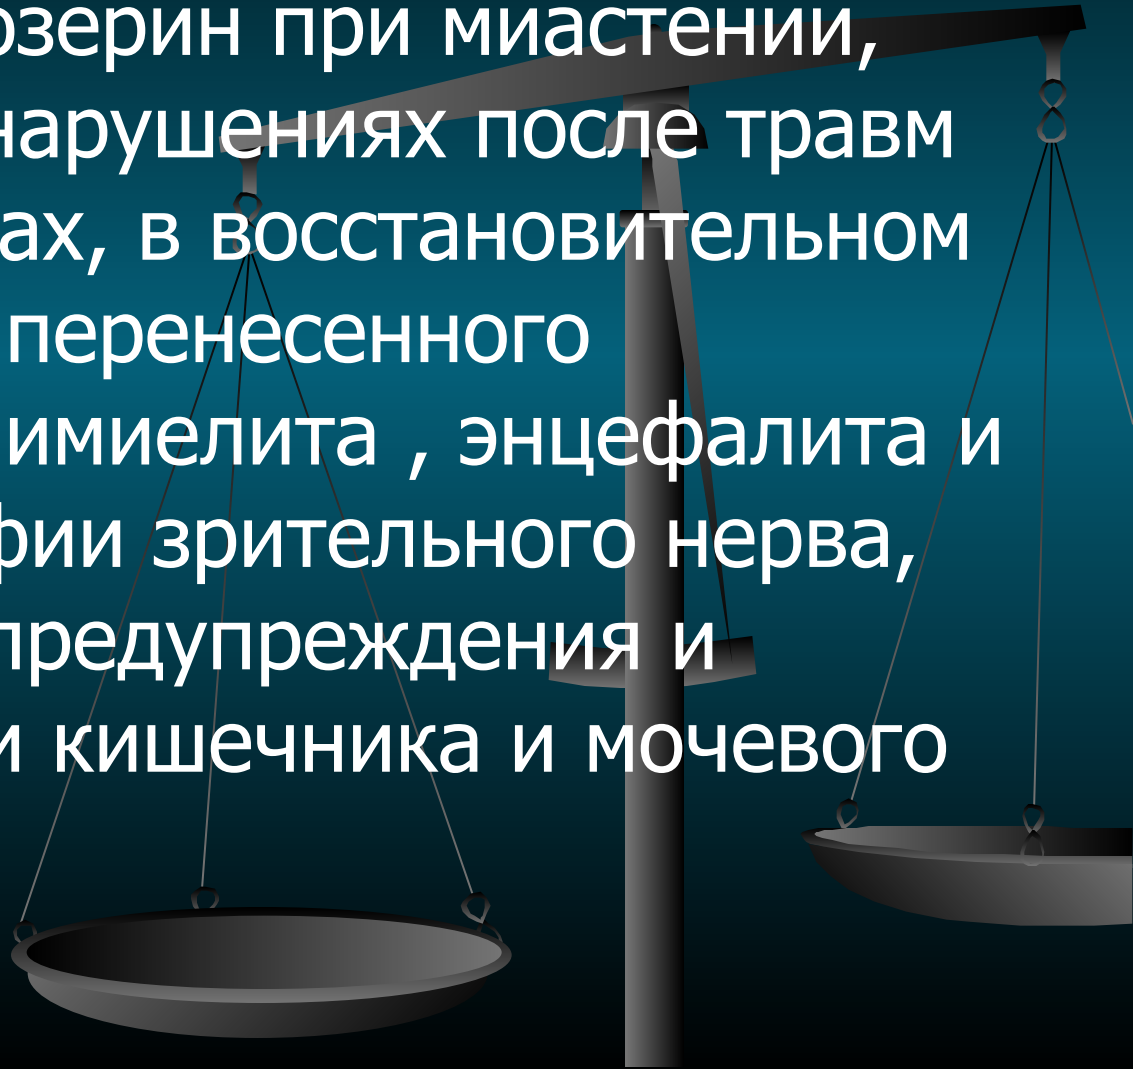 озерин при миастении,
нарушениях после травм
ах, в восстановительном
перенесенного
имиелита , энцефалита и
фии зрительного нерва,
предупреждения и
и кишечника и мочевого